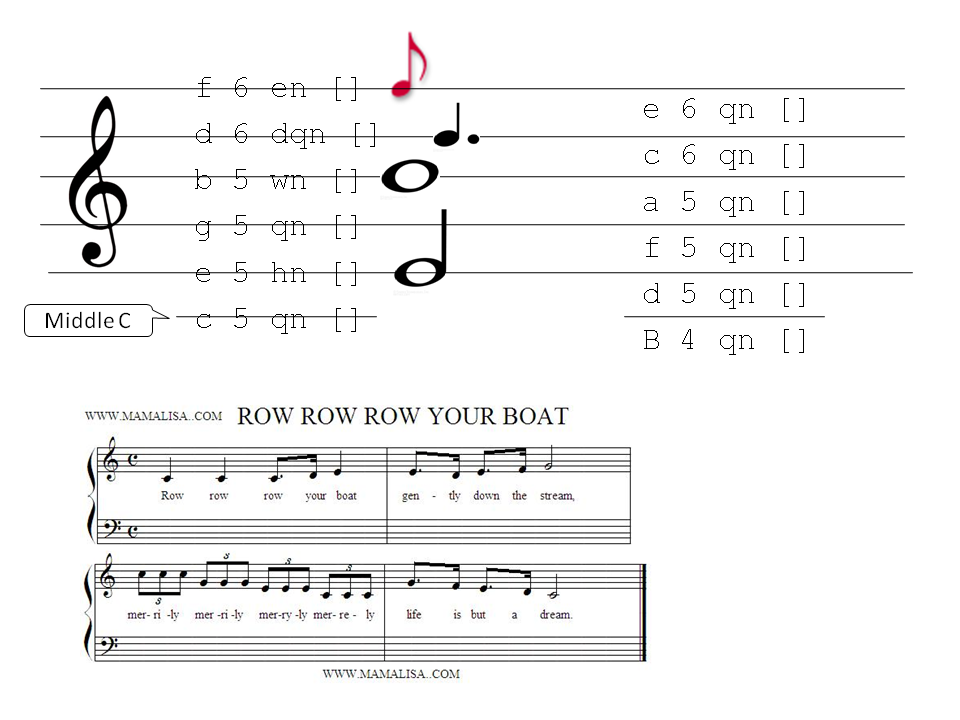 f 6 en []
d 6 dqn []
b 5 wn []
g 5 qn []
e 5 hn []
c 5 qn []
Middle C
e 6 qn []
c 6 qn []
a 5 qn []
f 5 qn []
d 5 qn []
B 4 qn []
WWW.MAMALISA..COM ROW ROW ROW YOUR BOAT
Row row row your boat gen - tly down the stream,
3 3 3 3
mer- ri -ly mer -ri -ly mer-ry -ly mer- re - ly life is but a dream.
WWW.MAMALISA..COM